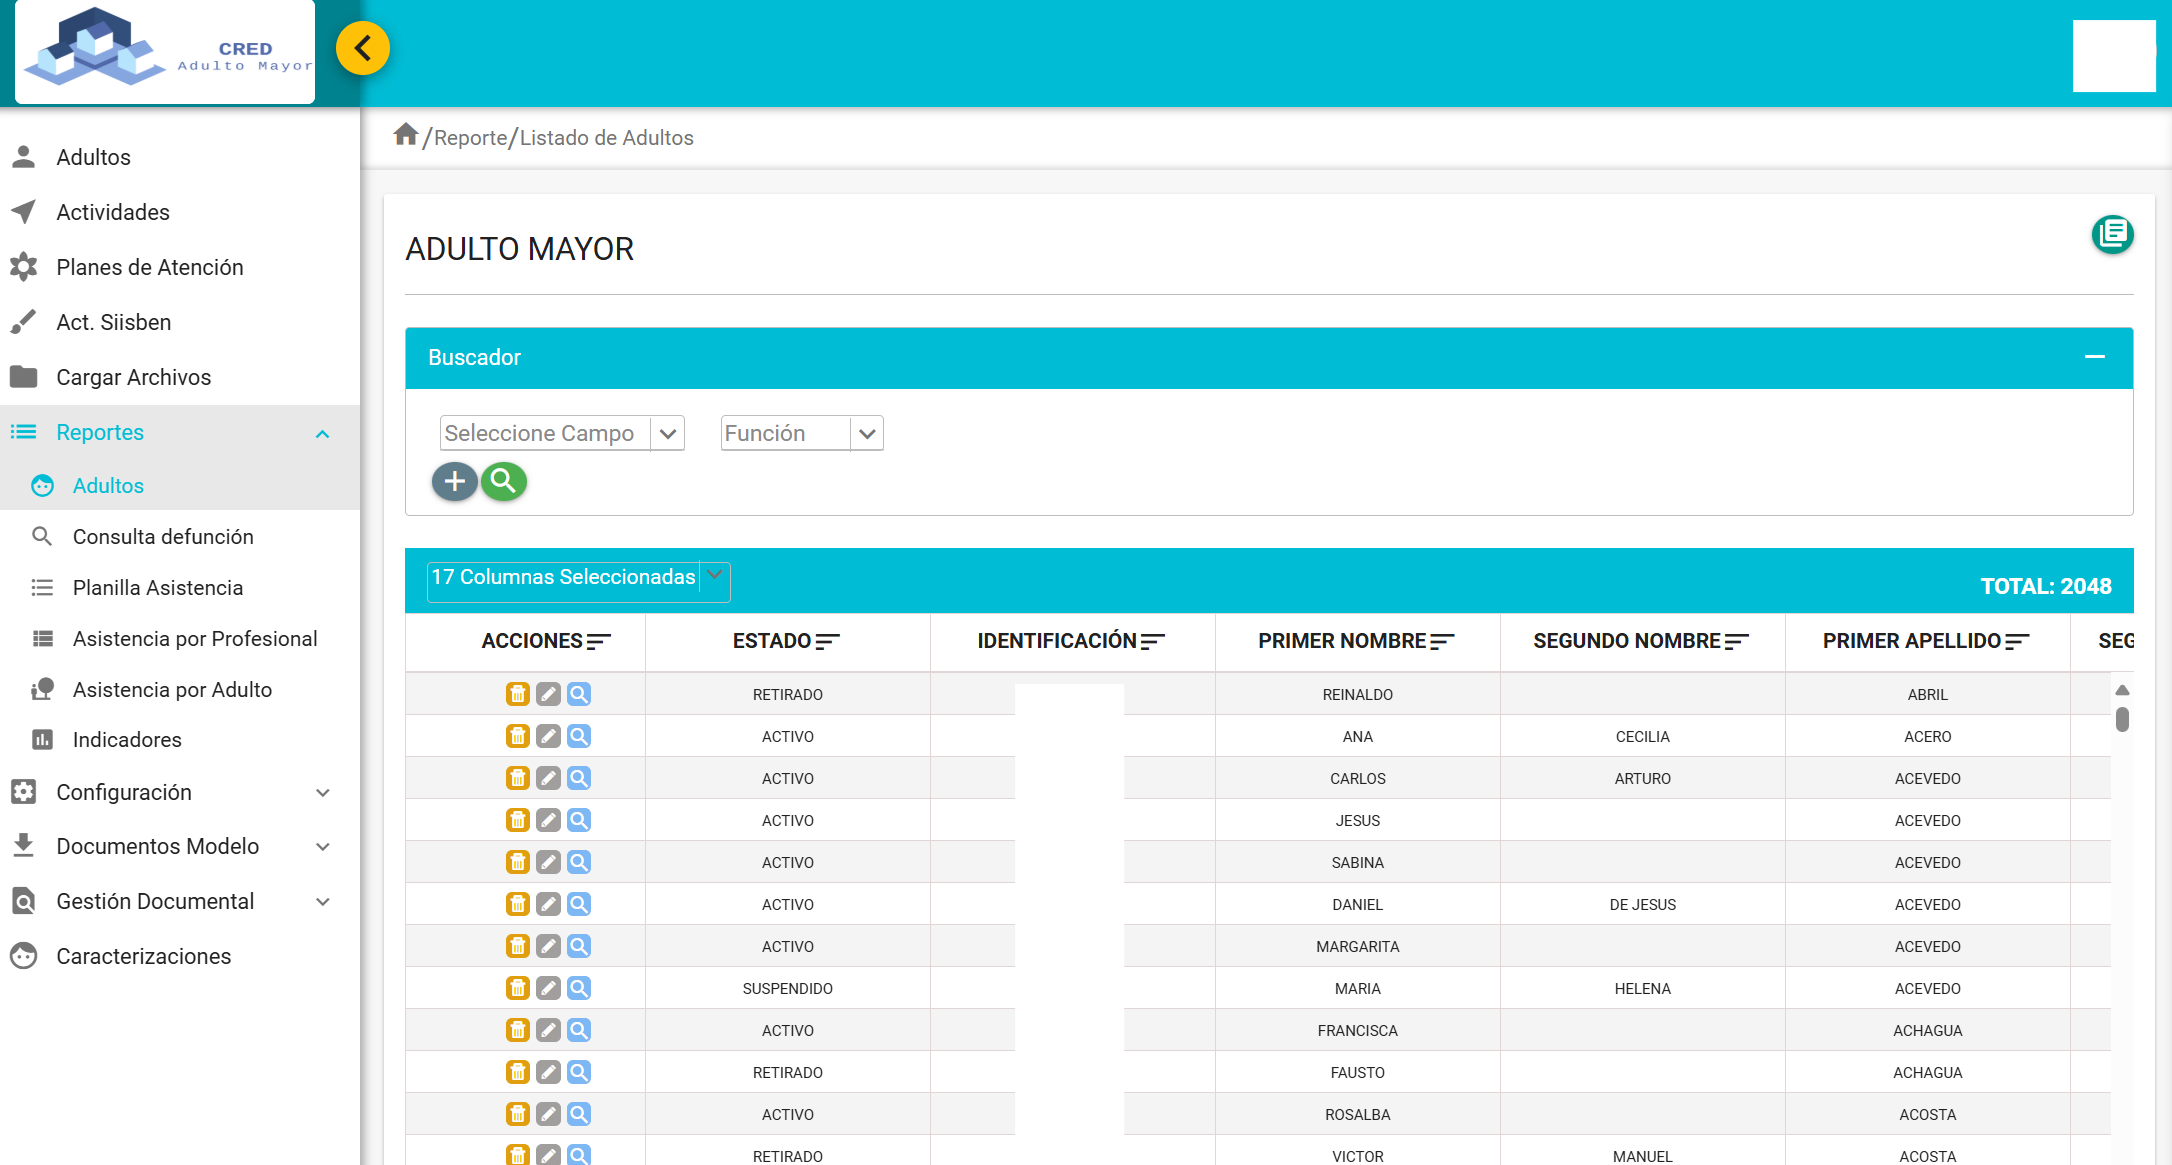 CRED
Adulto Mayor
/Reporte/Listado de Adultos
Adultos
Actividades
Planes de Atención
Act. Siisben
Cargar Archivos
Reportes
Adultos
Consulta defunción
Planilla Asistencia
Asistencia por Profesional
Asistencia por Adulto
Indicadores
Configuración
Documentos Modelo
Gestión Documental
Caracterizaciones
ADULTO MAYOR
Buscador
Seleccione Campo Función
17 Columnas Seleccionadas
TOTAL: 2048
ACCIONES ESTADO IDENTIFICACIÓN PRIMER NOMBRE SEGUNDO NOMBRE PRIMER APELLIDO SEG
RETIRADO REINALDO ABRIL
ACTIVO ANA CECILIA ACERO
ACTIVO CARLOS ARTURO ACEVEDO
ACTIVO JESUS ACEVEDO
ACTIVO SABINA ACEVEDO
ACTIVO DANIEL DE JESUS ACEVEDO
ACTIVO MARGARITA ACEVEDO
SUSPENDIDO MARIA HELENA ACEVEDO
ACTIVO FRANCISCA ACHAGUA
RETIRADO FAUSTO ACHAGUA
ACTIVO ROSALBA ACOSTA
RETIRADO VICTOR MANUEL ACOSTA